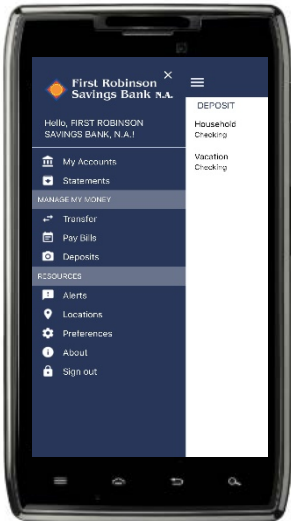 First Robinson
Savings Bank N.A.
×
Hello, FIRST ROBINSON
SAVINGS BANK, N.A.!
My Accounts
Statements
MANAGE MY MONEY
Transfer
Pay Bills
Deposits
RESOURCES
Alerts
Locations
Preferences
About
Sign out
DEPOSIT
Household
Checking
Vacation
Checking